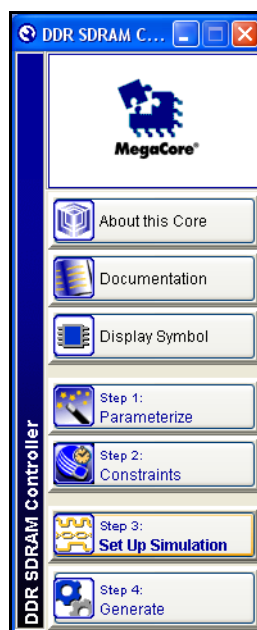 DDR SDRAM C...
MegaCore®
About this Core
Documentation
Display Symbol
Step 1:
Parameterize
Step 2:
Constraints
Step 3:
Set Up Simulation
Step 4:
Generate
DDR SDRAM Controller